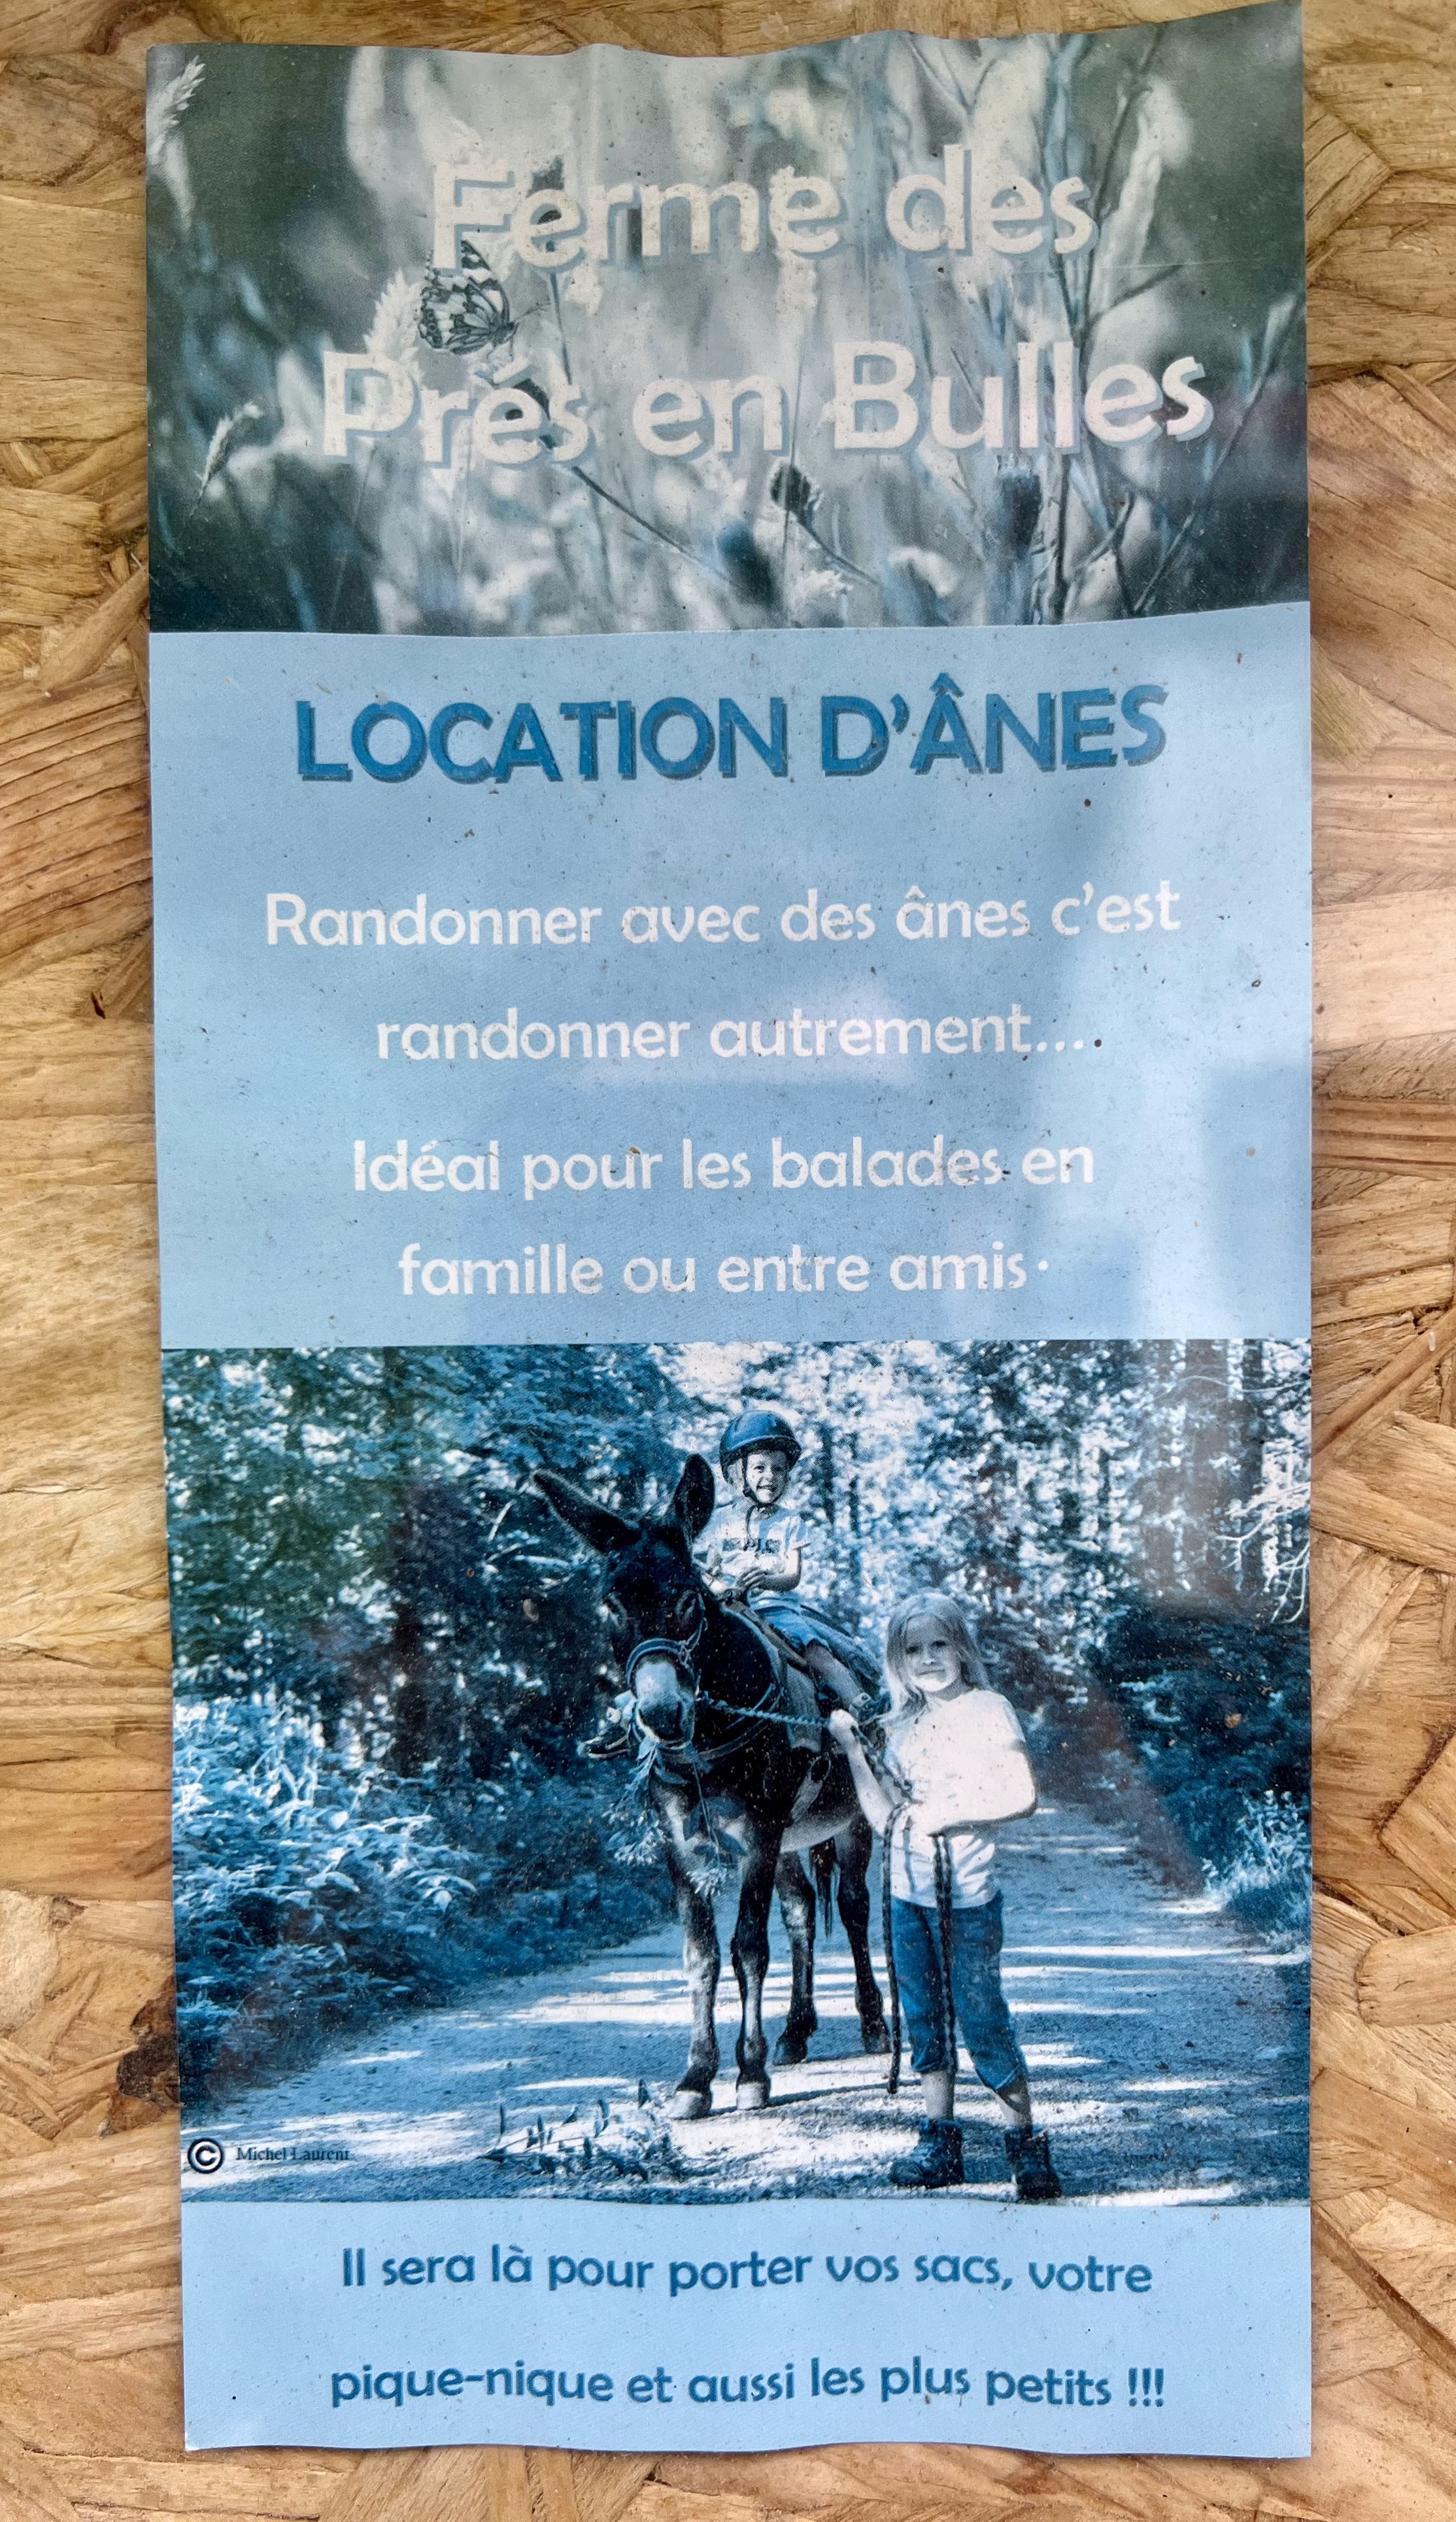 Ferme des
Prés en Bulles
LOCATION D'ÂNES
Randonner avec des ânes c'est
randonner autrement....
Idéal pour les balades en
famille ou entre amis.
© Michel Laurent
Il sera là pour porter vos sacs, votre
pique-nique et aussi les plus petits !!!